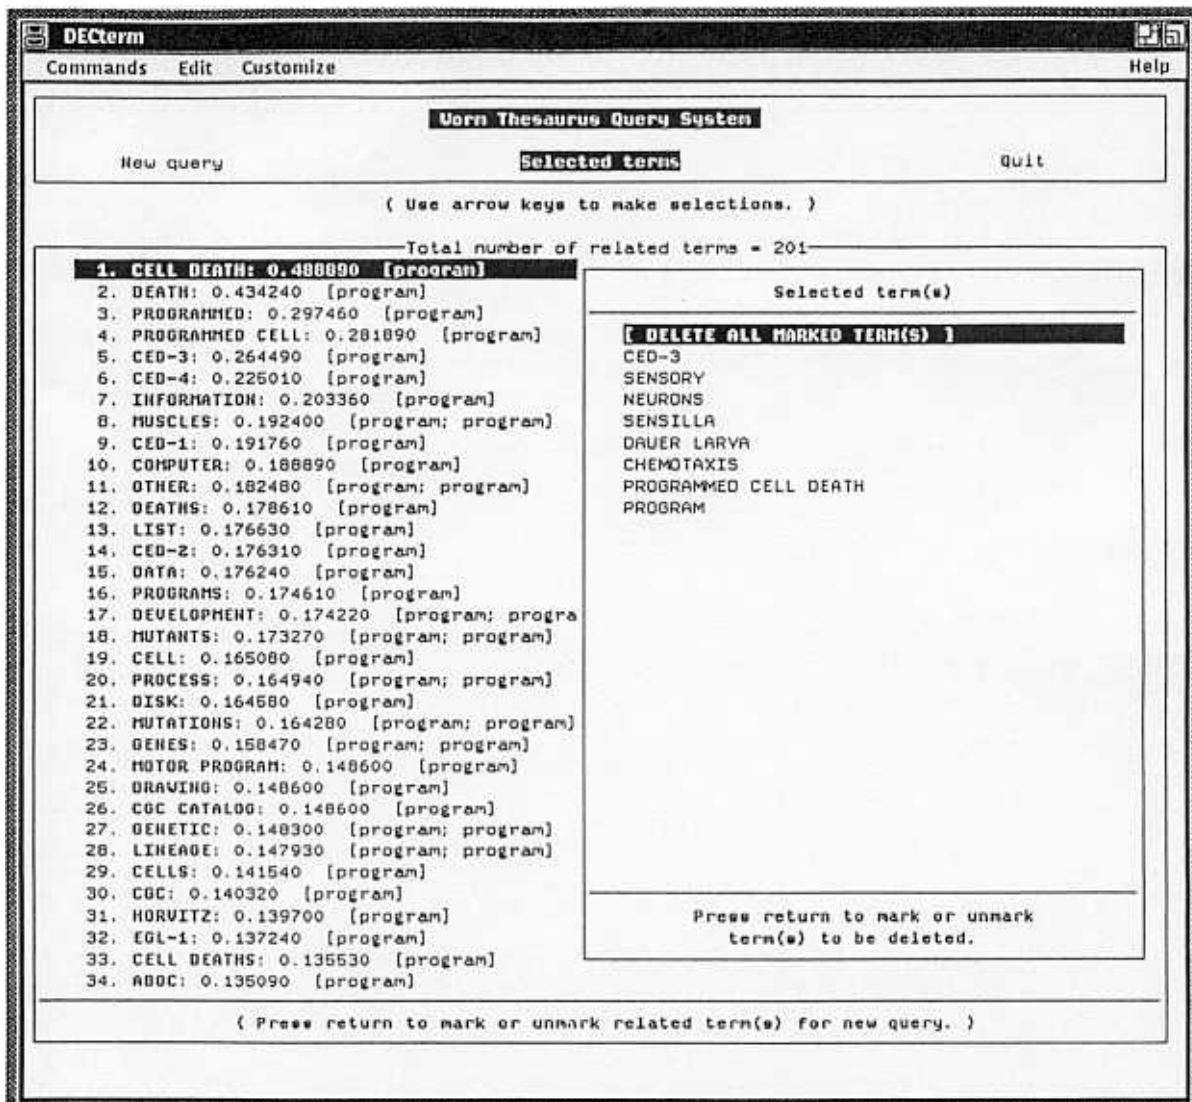 DECterm
Commands Edit Customize Help
Worm Thesaurus Query System
New query Selected terms Quit
( Use arrow keys to make selections. )
Total number of related terms = 201
1. CELL DEATH: 0.488890 [program]
2. DEATH: 0.434240 [program]
3. PROGRAMMED: 0.297460 [program]
4. PROGRAMMED CELL: 0.281890 [program]
5. CED-3: 0.264490 [program]
6. CED-4: 0.225010 [program]
7. INFORMATION: 0.203360 [program]
8. MUSCLES: 0.192400 [program; program]
9. CED-1: 0.191760 [program]
10. COMPUTER: 0.188890 [program]
11. OTHER: 0.182480 [program; program]
12. DEATHS: 0.178610 [program]
13. LIST: 0.176630 [program]
14. CED-2: 0.176310 [program]
15. DATA: 0.176240 [program]
16. PROGRAMS: 0.174610 [program]
17. DEVELOPMENT: 0.174220 [program; progra
18. MUTANTS: 0.173270 [program; program]
19. CELL: 0.165080 [program]
20. PROCESS: 0.164940 [program; program]
21. DISK: 0.164580 [program]
22. MUTATIONS: 0.164280 [program; program]
23. GENES: 0.158470 [program; program]
24. MOTOR PROGRAM: 0.148600 [program]
25. DRAWING: 0.148600 [program]
26. CGC CATALOG: 0.148600 [program]
27. GENETIC: 0.148300 [program; program]
28. LINEAGE: 0.147930 [program; program]
29. CELLS: 0.141540 [program]
30. CGC: 0.140320 [program]
31. HORVITZ: 0.139700 [program]
32. EGL-1: 0.137240 [program]
33. CELL DEATHS: 0.135530 [program]
34. ABOC: 0.135090 [program]
Selected term(s)
[ DELETE ALL MARKED TERM(S) ]
CED-3
SENSORY
NEURONS
SENSILLA
DAUER LARVA
CHEMOTAXIS
PROGRAMMED CELL DEATH
PROGRAM
Press return to mark or unmark
term(s) to be deleted.
( Press return to mark or unmark related term(s) for new query. )